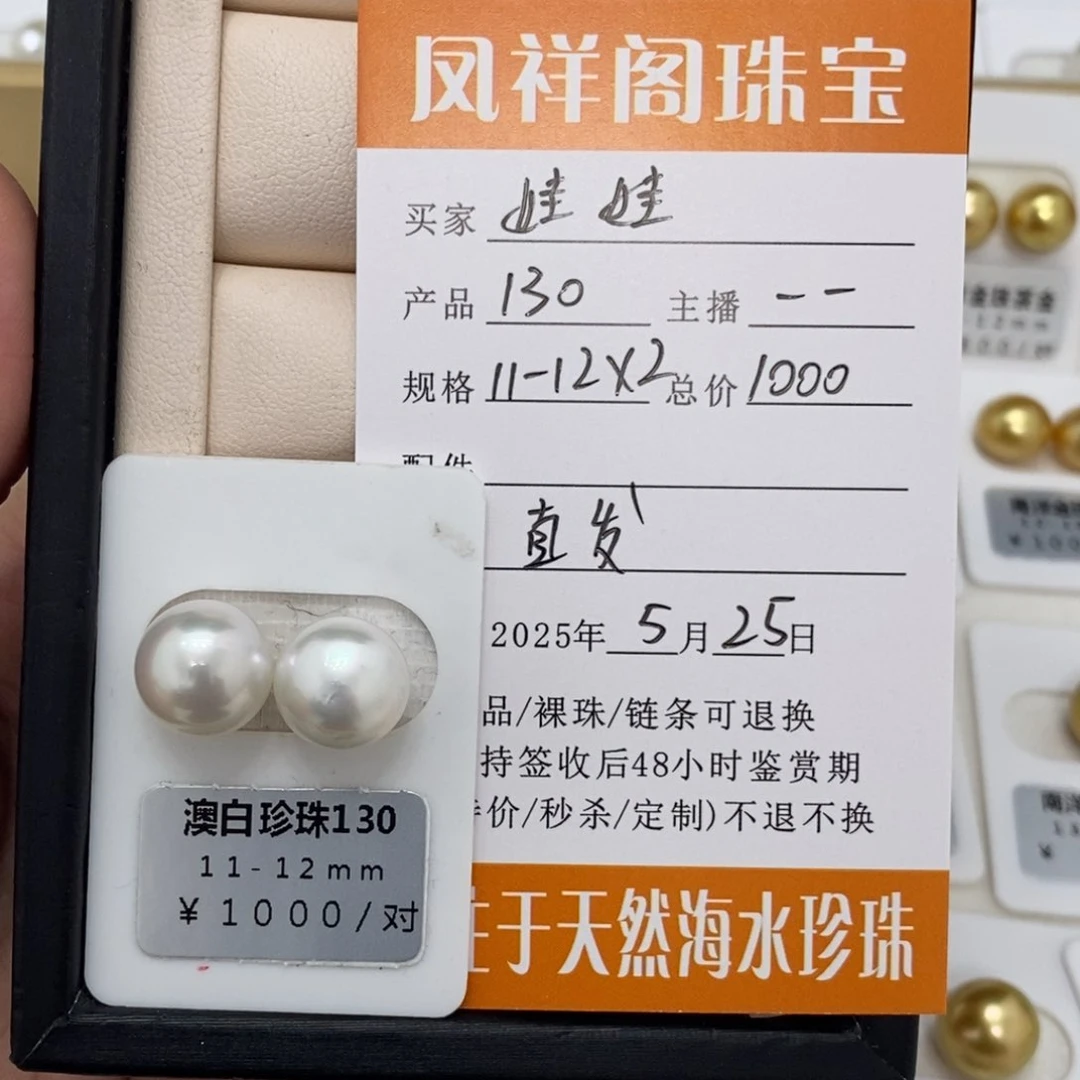 凤祥阁珠宝
买家 娃娃
产品 130 主播 --
规格 11-12X2 总价 1000
配件
直发
2025年 5月25日
品/裸珠/链条可退换
持签收后48小时鉴赏期
价/秒杀/定制)不退不换
于天然海水珍珠
澳白珍珠130
11-12mm
¥1000/对